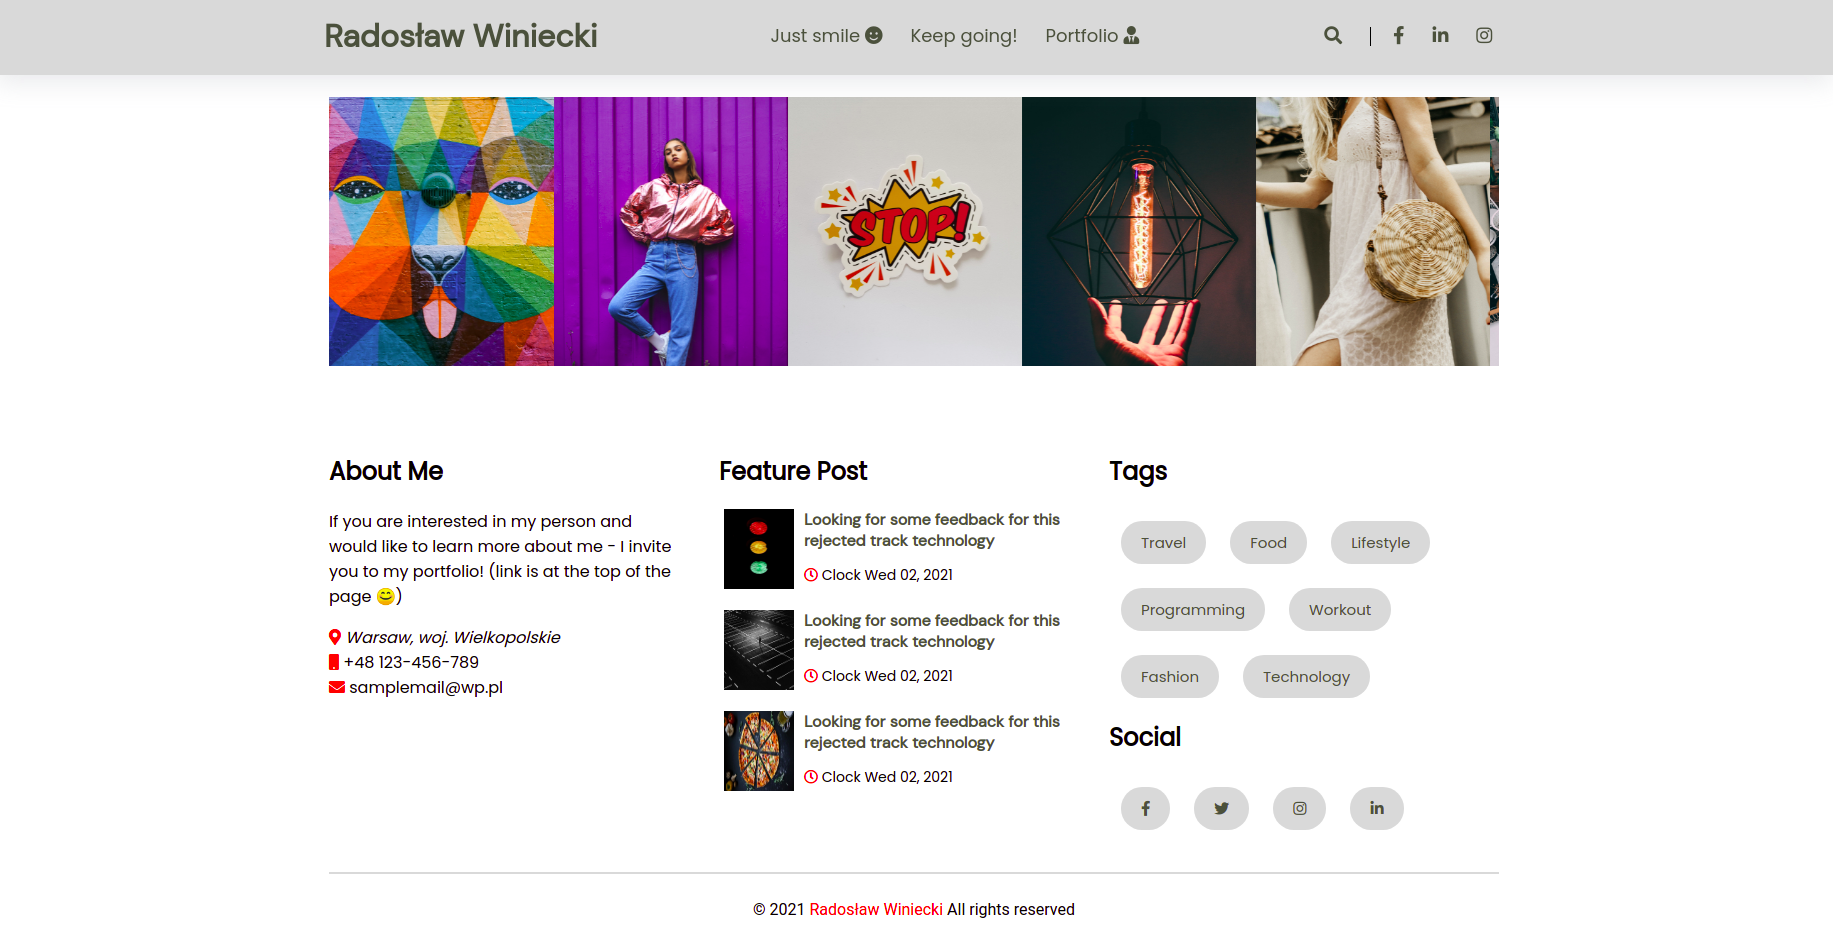 Radosław Winiecki
Just smile Keep going! Portfolio
STOP!
About Me
If you are interested in my person and
would like to learn more about me - I invite
you to my portfolio! (link is at the top of the
page 😊)
Warsaw, woj. Wielkopolskie
+48 123-456-789
samplemail@wp.pl
Feature Post
Looking for some feedback for this
rejected track technology
Clock Wed 02, 2021
Looking for some feedback for this
rejected track technology
Clock Wed 02, 2021
Looking for some feedback for this
rejected track technology
Clock Wed 02, 2021
Tags
Travel Food Lifestyle
Programming Workout
Fashion Technology
Social
© 2021 Radosław Winiecki All rights reserved